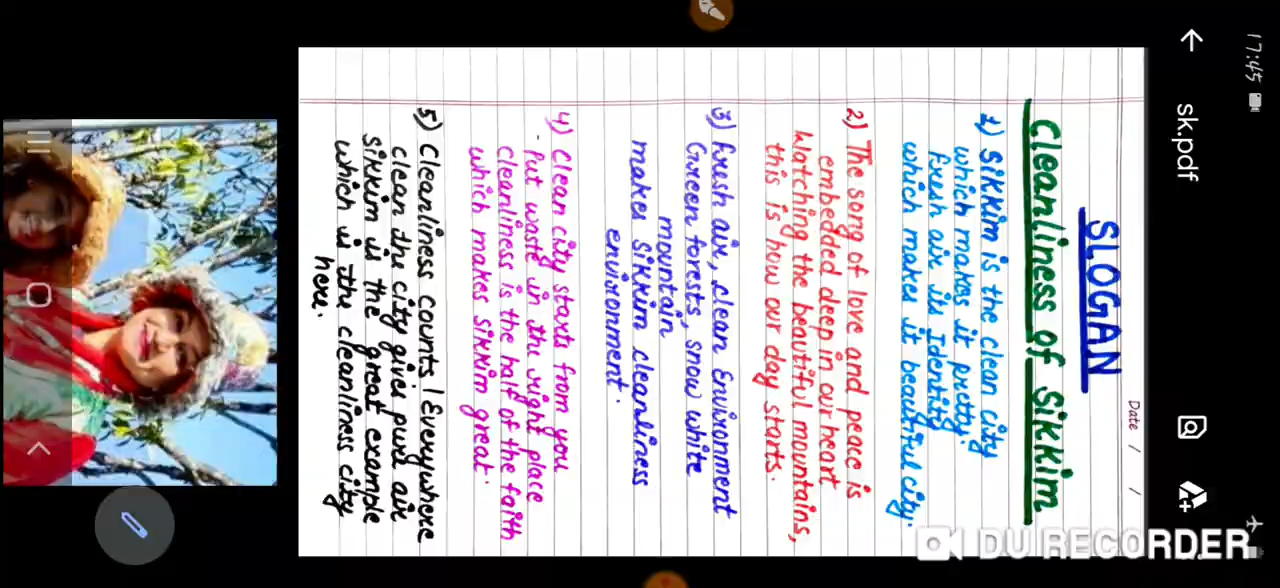 17:45
sk.pdf
Date / /
SLOGAN
Cleanliness of Sikkim
1) Sikkim is the clean city
which makes it pretty.
fresh air its Identity
which makes it beautiful city.
2) The song of love and peace is
embedded deep in our heart
Watching the beautiful mountains,
this is how our day starts.
3) fresh air, clean Environment
Green forests, snow white
mountain
makes Sikkim cleanliness
environment.
4) Clean city starts from you
Put waste in the right place
cleanliness is the half of the faith
which makes Sikkim great.
5) Cleanliness counts / Everywhere
clean the city gives pure air
Sikkim is the great example
which is the cleanliness city
here.
DU RECORDER